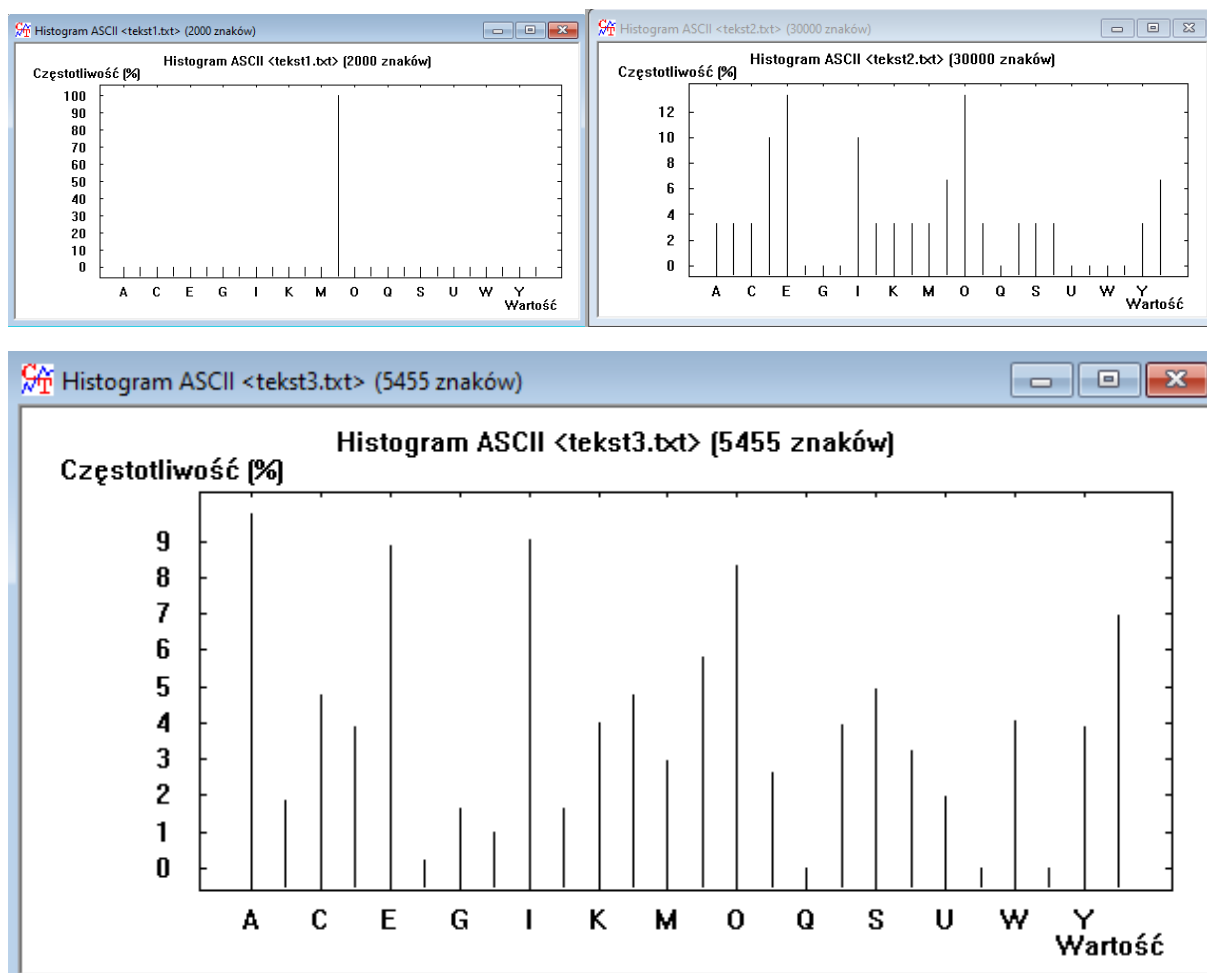 Histogram ASCII <tekst1.txt> (2000 znaków)
Histogram ASCII <tekst1.txt> (2000 znaków)
Częstotliwość (%)
100
90
80
70
60
50
40
30
20
10
0
A C E G I K M O Q S U W Y
Wartość
Histogram ASCII <tekst2.txt> (30000 znaków)
Histogram ASCII <tekst2.txt> (30000 znaków)
Częstotliwość (%)
12
10
8
6
4
2
0
A C E G I K M O Q S U W Y
Wartość
Histogram ASCII <tekst3.txt> (5455 znaków)
Histogram ASCII <tekst3.txt> (5455 znaków)
Częstotliwość (%)
9
8
7
6
5
4
3
2
1
0
A C E G I K M O Q S U W Y
Wartość